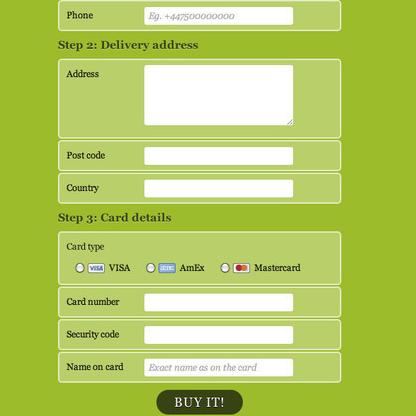 Phone Eg. +447500000000
Step 2: Delivery address
Address
Post code
Country
Step 3: Card details
Card type
VISA VISA AmEx Mastercard
Card number
Security code
Name on card Exact name as on the card
BUY IT!